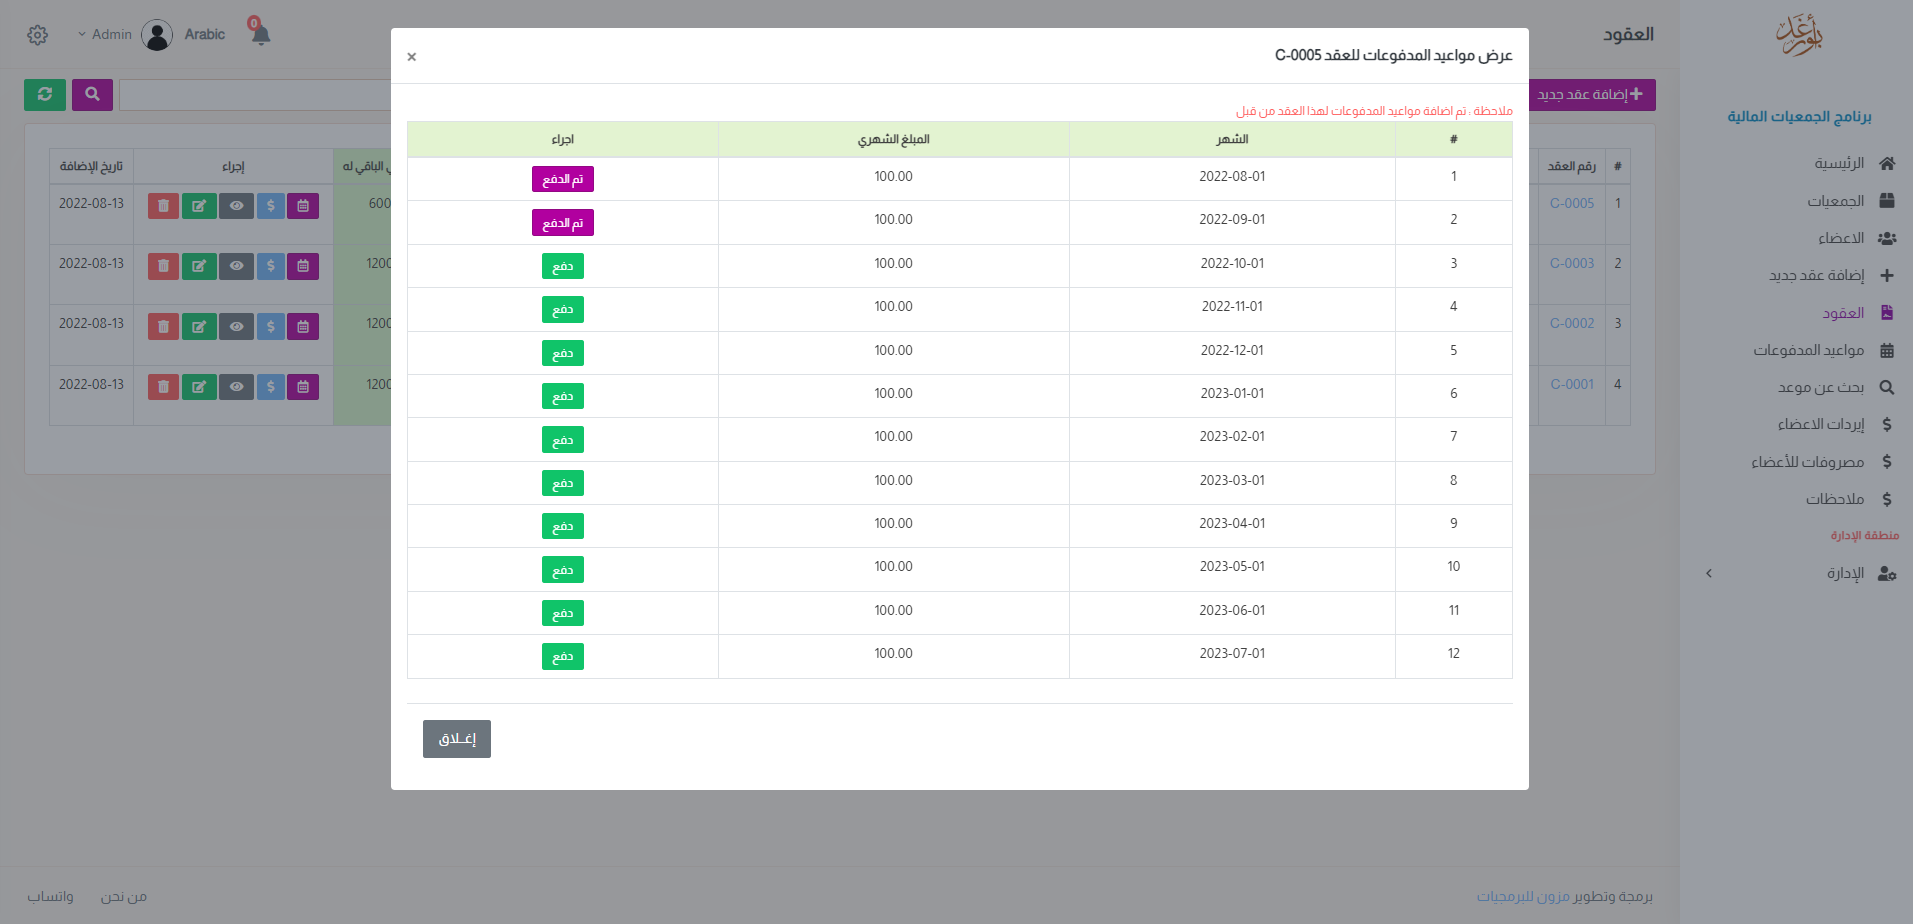 العقود
Arabic
Admin
0
إضافة عقد جديد
برنامج الجمعيات المالية
الرئيسية
الجمعيات
الاعضاء
إضافة عقد جديد
العقود
مواعيد المدفوعات
بحث عن موعد
إيردات الاعضاء
مصروفات للأعضاء
ملاحظات
منطقة الإدارة
الإدارة
# رقم العقد الباقي له إجراء تاريخ الإضافة
1 C-0005 600 2022-08-13
2 C-0003 1200 2022-08-13
3 C-0002 1200 2022-08-13
4 C-0001 1200 2022-08-13
عرض مواعيد المدفوعات للعقد C-0005
×
ملاحظة : تم اضافة مواعيد المدفوعات لهذا العقد من قبل
# الشهر المبلغ الشهري اجراء
1 2022-08-01 100.00 تم الدفع
2 2022-09-01 100.00 تم الدفع
3 2022-10-01 100.00 دفع
4 2022-11-01 100.00 دفع
5 2022-12-01 100.00 دفع
6 2023-01-01 100.00 دفع
7 2023-02-01 100.00 دفع
8 2023-03-01 100.00 دفع
9 2023-04-01 100.00 دفع
10 2023-05-01 100.00 دفع
11 2023-06-01 100.00 دفع
12 2023-07-01 100.00 دفع
إغــلاق
برمجة وتطوير مزون للبرمجيات
من نحن
واتساب